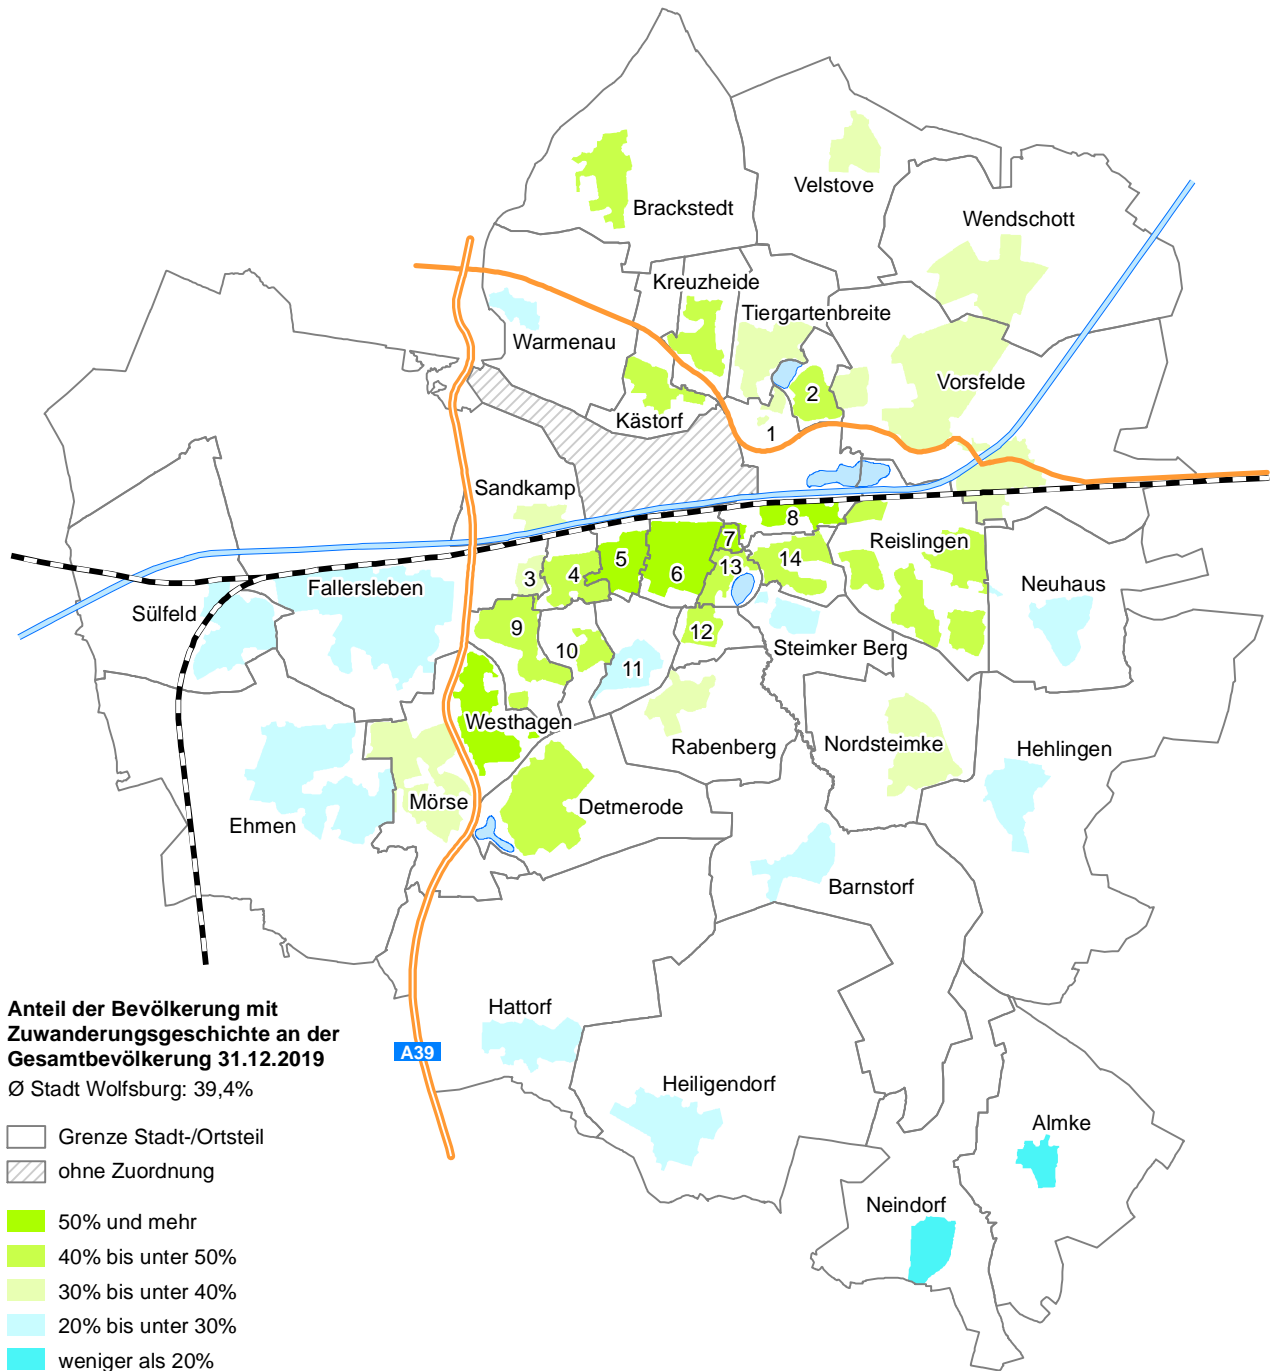 Brackstedt
Velstove
Wendschott
Kreuzheide
Tiergartenbreite
Warmenau
Vorsfelde
2
Kästorf
1
Sandkamp
8
7
Reislingen
5
14
13
6
4
3
Fallersleben
Neuhaus
Sülfeld
9
12
10
Steimker Berg
11
Westhagen
Rabenberg
Nordsteimke
Hehlingen
Mörse
Detmerode
Ehmen
Barnstorf
Hattorf
A39
Heiligendorf
Almke
Neindorf
Anteil der Bevölkerung mit
Zuwanderungsgeschichte an der
Gesamtbevölkerung 31.12.2019
Ø Stadt Wolfsburg: 39,4%
Grenze Stadt-/Ortsteil
ohne Zuordnung
50% und mehr
40% bis unter 50%
30% bis unter 40%
20% bis unter 30%
weniger als 20%